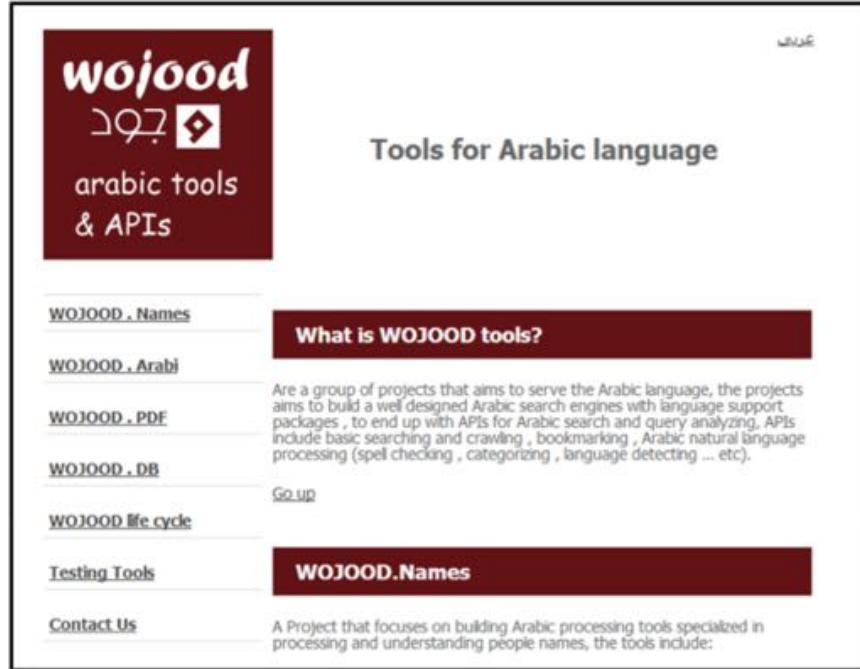 wojood
وجود
arabic tools
& APIs
عربي
Tools for Arabic language
WOJOOD . Names
WOJOOD . Arabi
WOJOOD . PDF
WOJOOD . DB
WOJOOD life cycle
Testing Tools
Contact Us
What is WOJOOD tools?
Are a group of projects that aims to serve the Arabic language, the projects
aims to build a well designed Arabic search engines with language support
packages , to end up with APIs for Arabic search and query analyzing, APIs
include basic searching and crawling , bookmarking , Arabic natural language
processing (spell checking , categorizing , language detecting ... etc).
Go up
WOJOOD.Names
A Project that focuses on building Arabic processing tools specialized in
processing and understanding people names, the tools include: